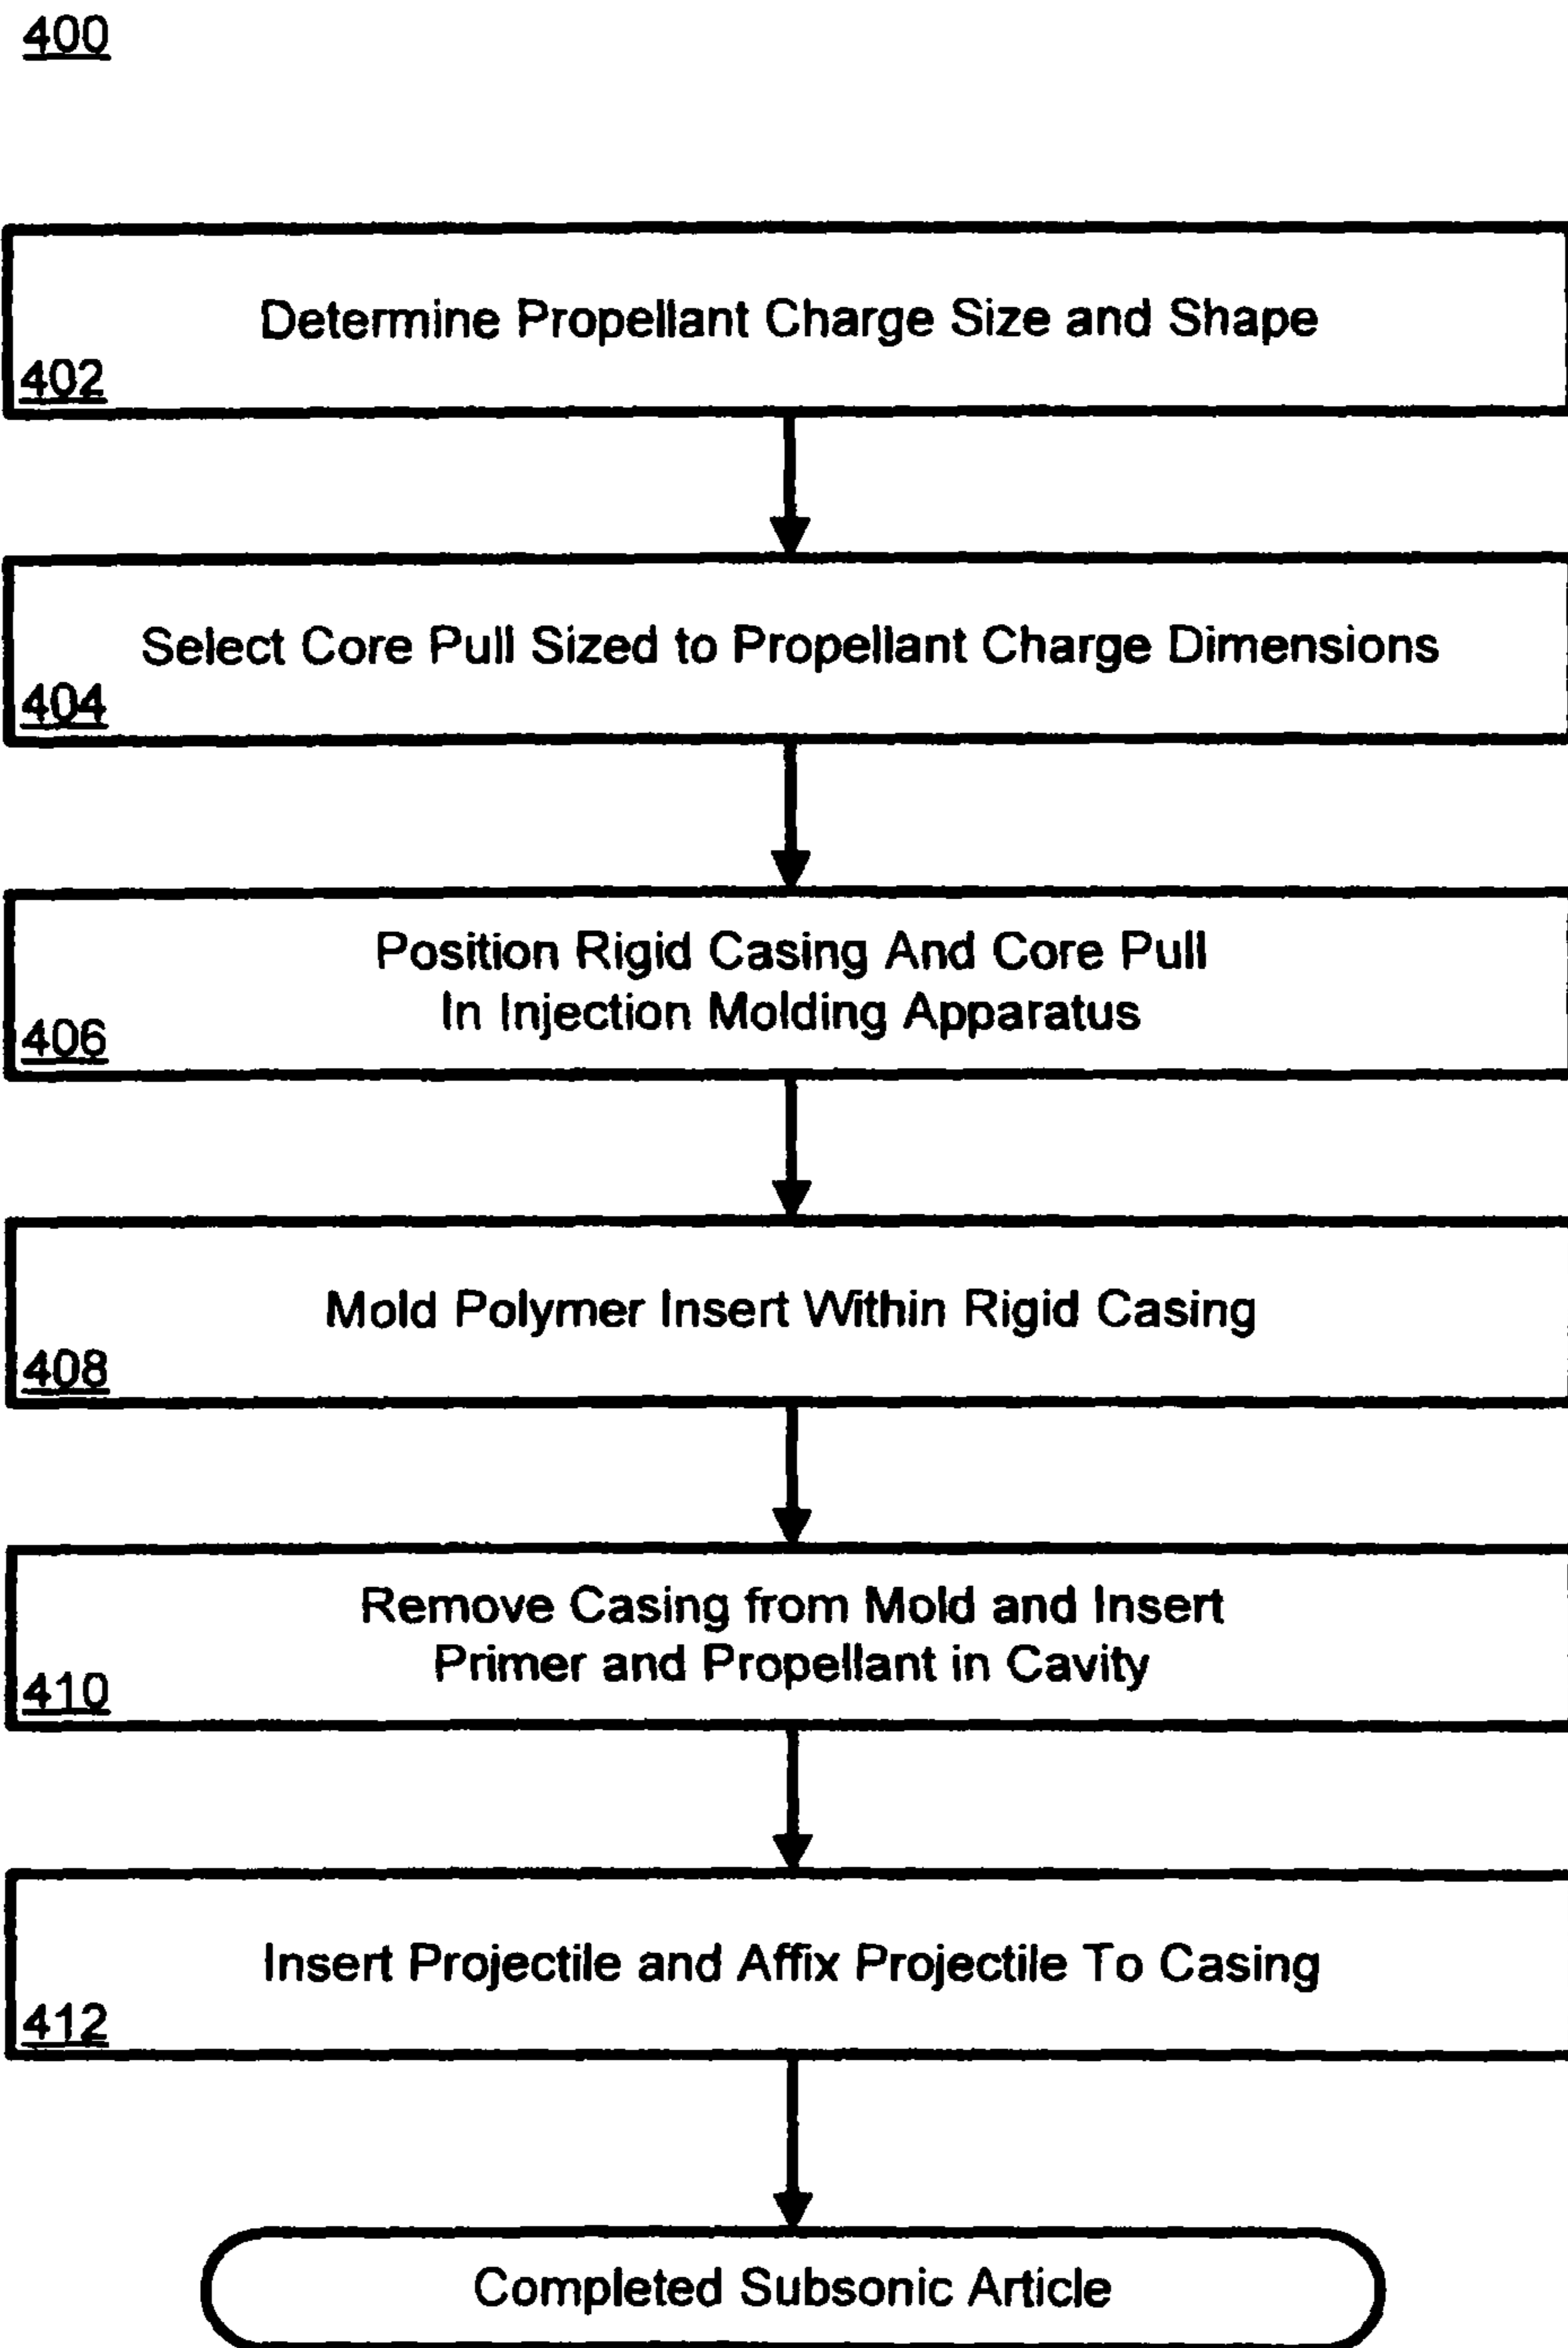 400
Determine Propellant Charge Size and Shape
402
Select Core Pull Sized to Propellant Charge Dimensions
404
Position Rigid Casing And Core Pull
In Injection Molding Apparatus
406
Mold Polymer Insert Within Rigid Casing
408
Remove Casing from Mold and Insert
Primer and Propellant in Cavity
410
Insert Projectile and Affix Projectile To Casing
412
Completed Subsonic Article